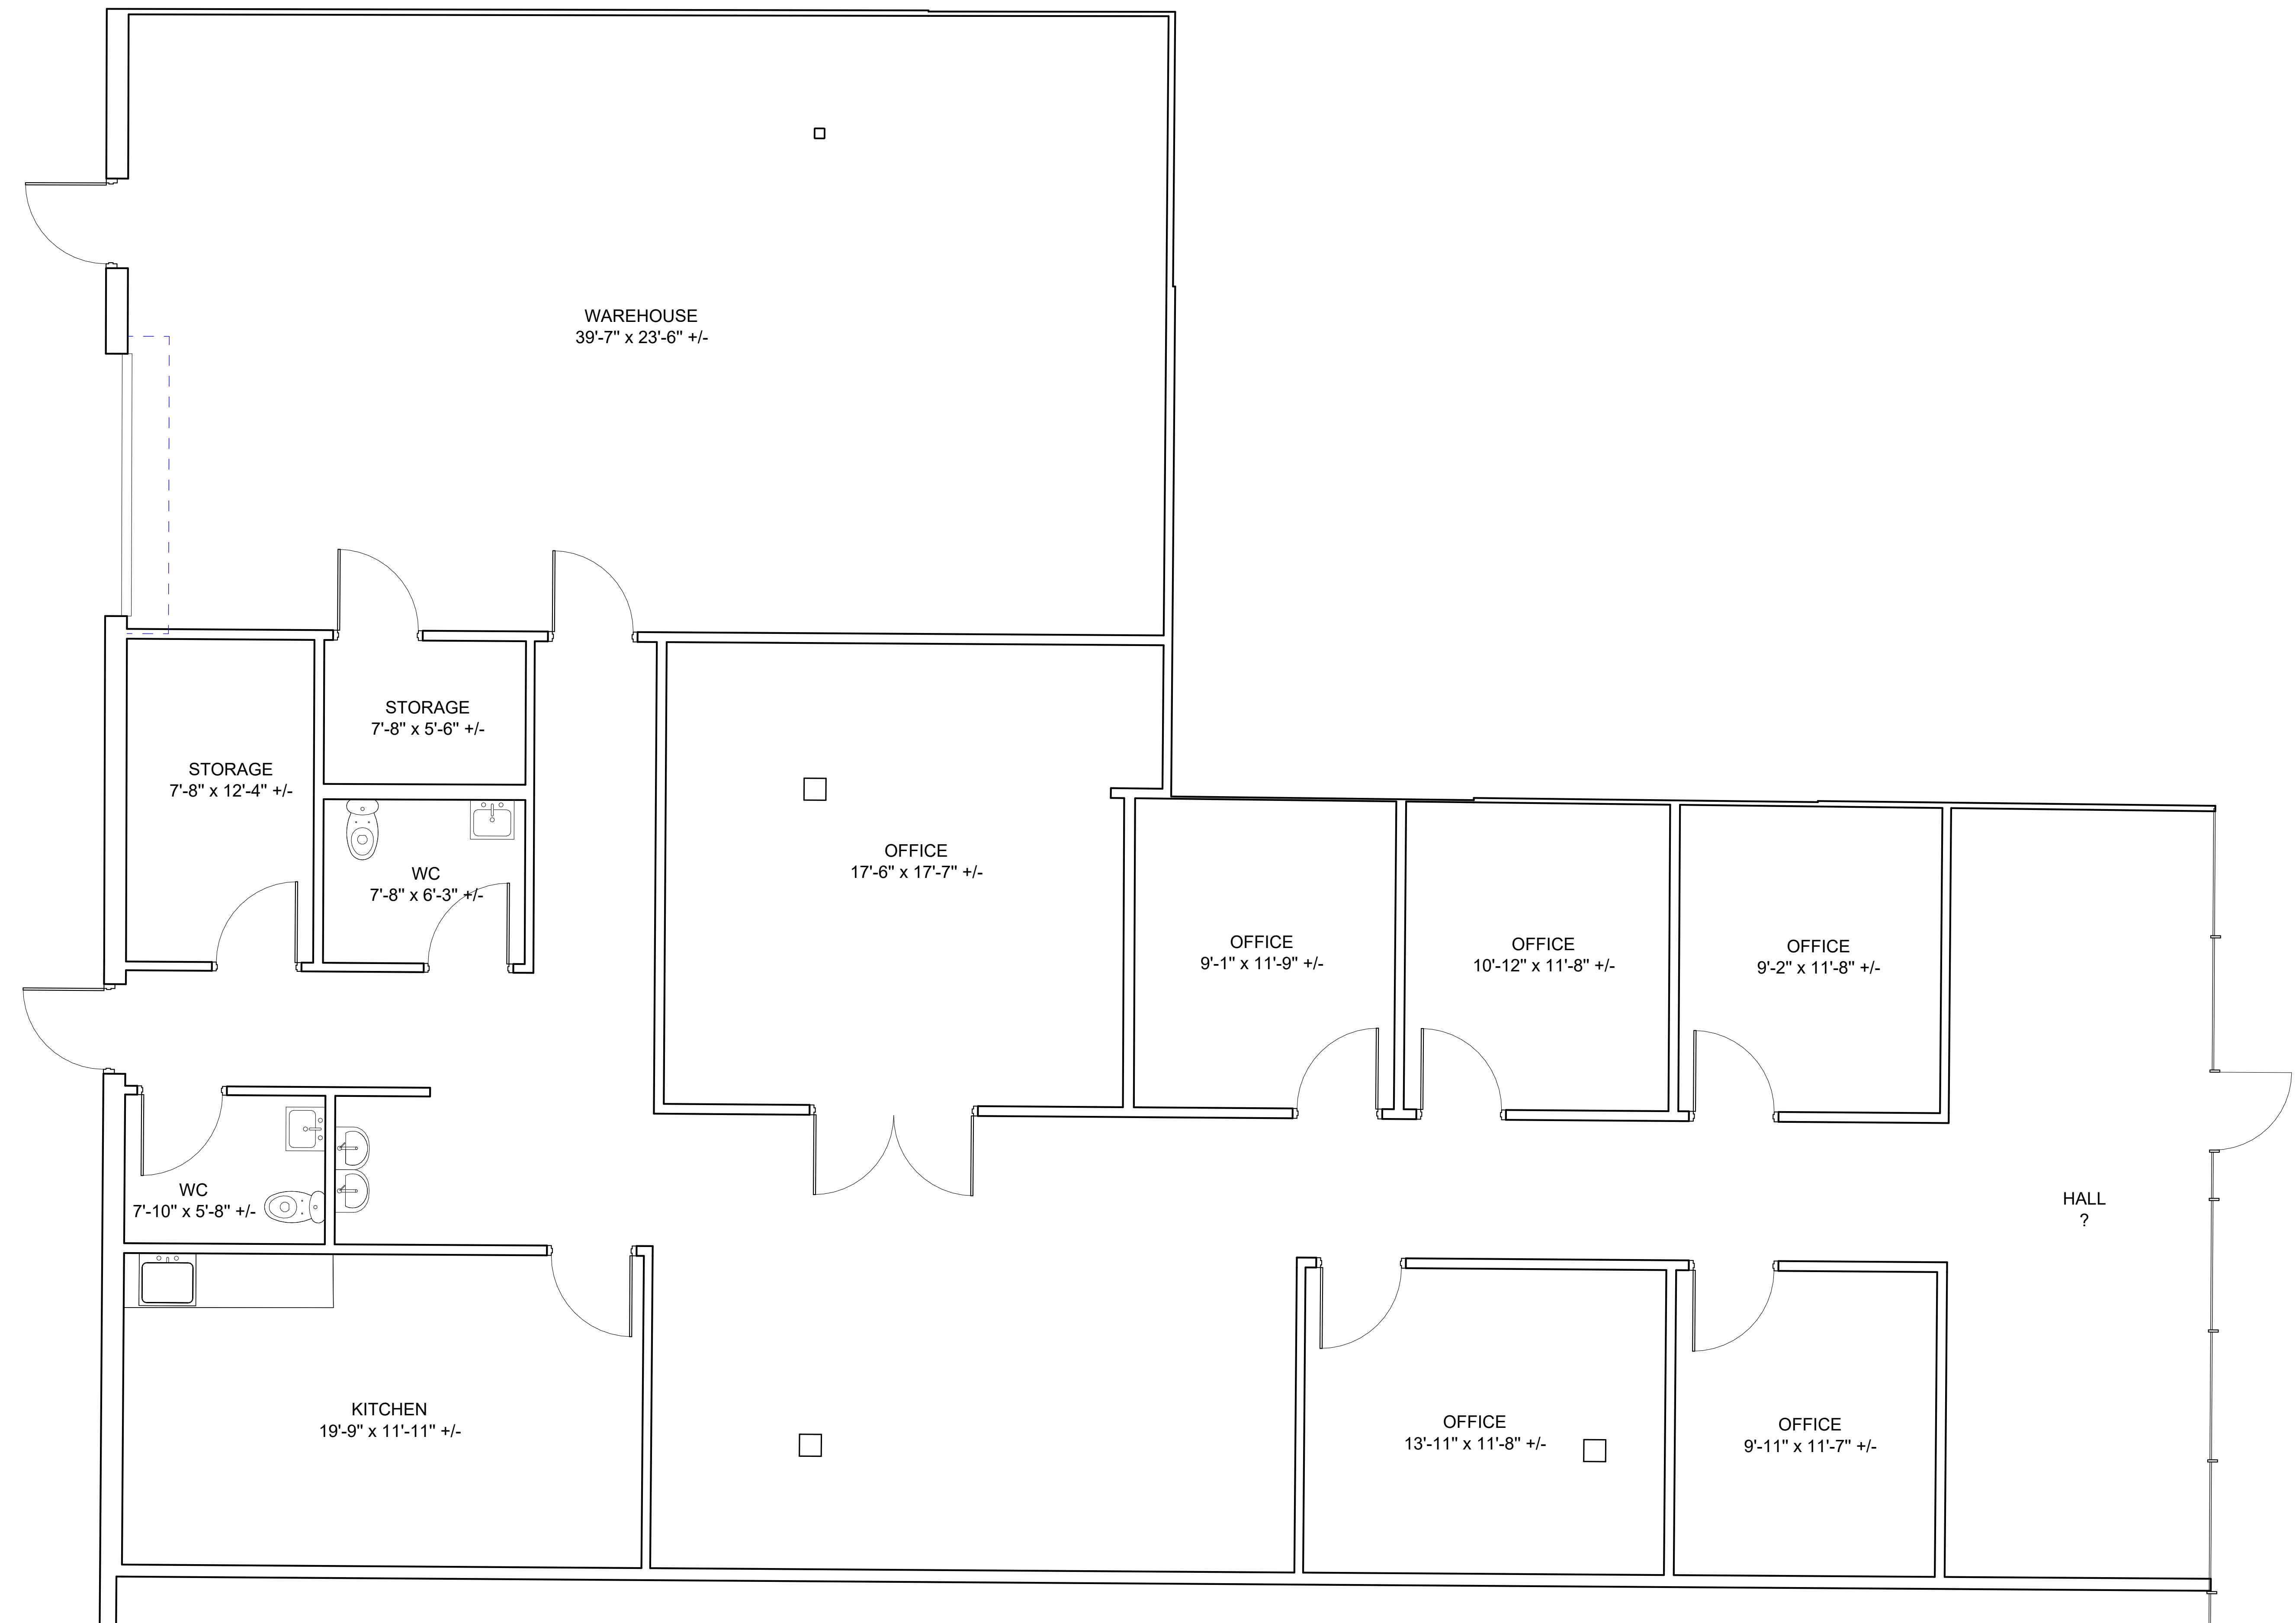 WAREHOUSE
39'-7" x 23'-6" +/-
STORAGE
7'-8" x 5'-6" +/-
STORAGE
7'-8" x 12'-4" +/-
WC
7'-8" x 6'-3" +/-
OFFICE
17'-6" x 17'-7" +/-
OFFICE
9'-1" x 11'-9" +/-
OFFICE
10'-12" x 11'-8" +/-
OFFICE
9'-2" x 11'-8" +/-
WC
7'-10" x 5'-8" +/-
HALL
?
KITCHEN
19'-9" x 11'-11" +/-
OFFICE
13'-11" x 11'-8" +/-
OFFICE
9'-11" x 11'-7" +/-